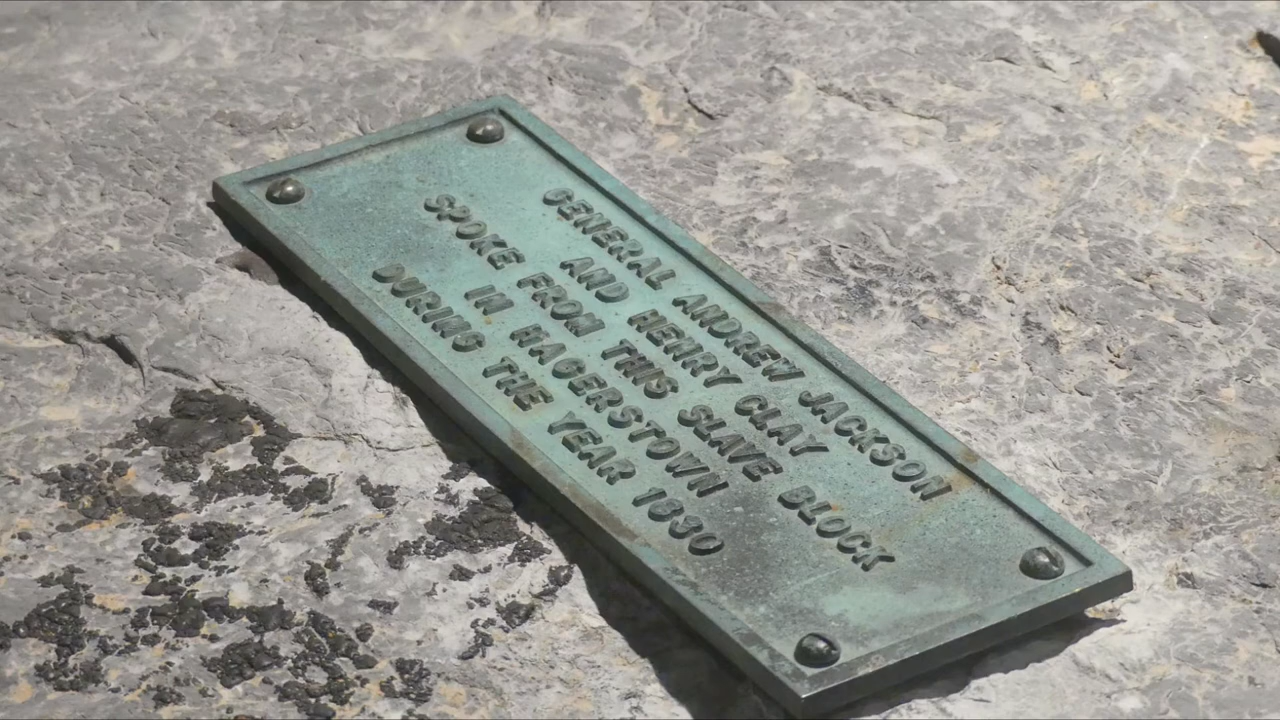 GENERAL ANDREW JACKSON
AND HENRY CLAY
SPOKE FROM THIS SLAVE BLOCK
IN HAGERSTOWN
DURING THE YEAR 1830